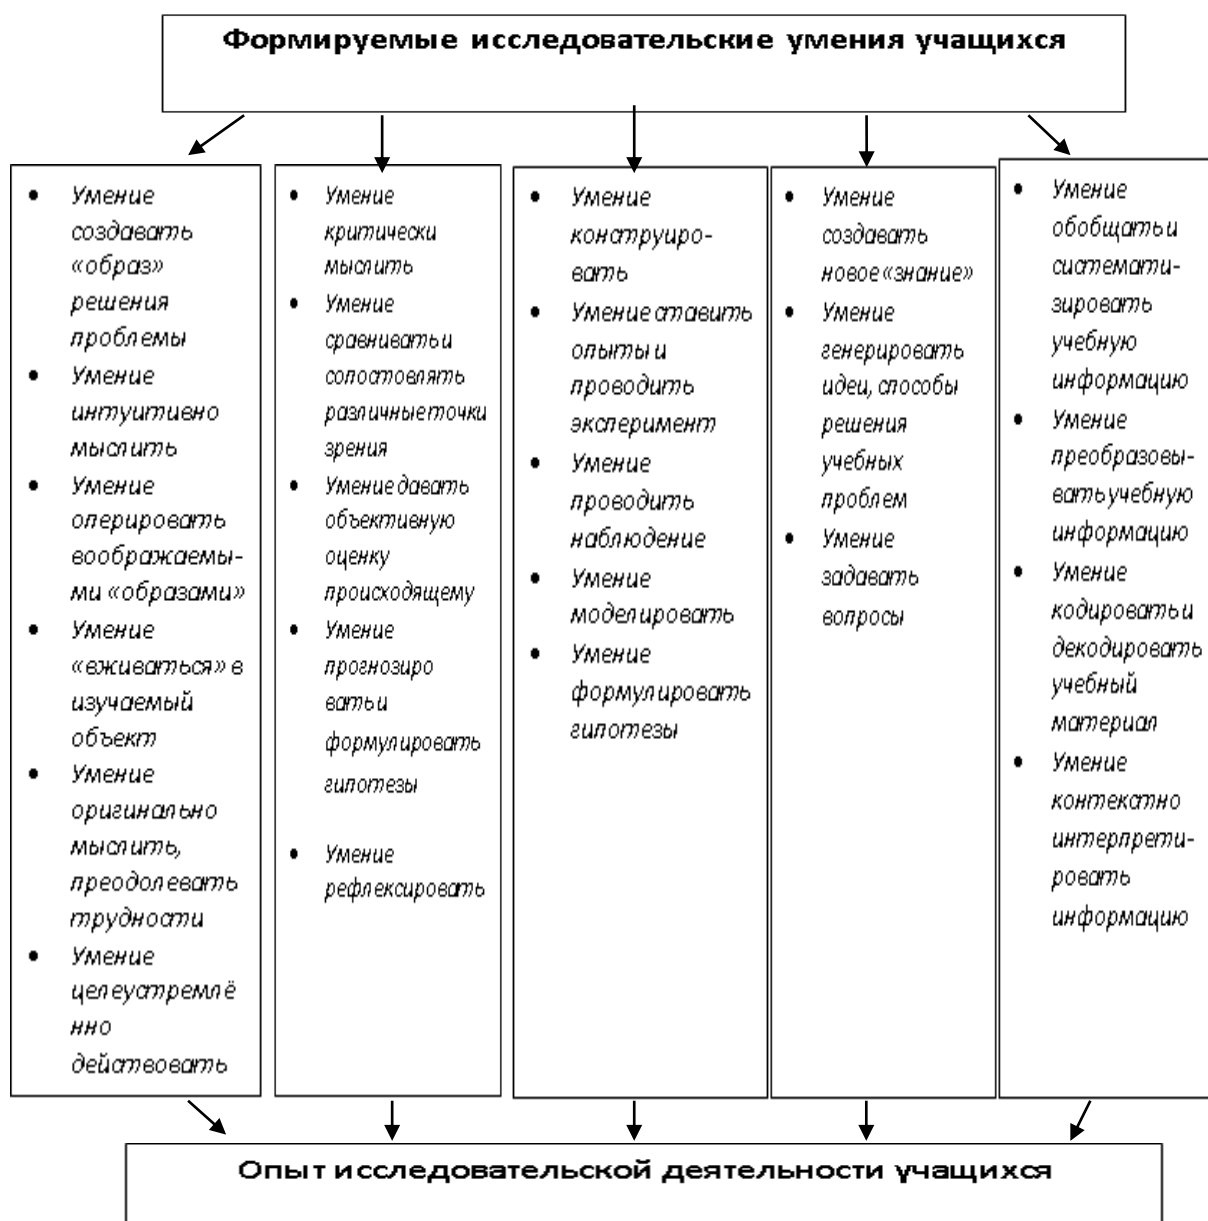 Формируемые исследовательские умения учащихся
• Умение
создавать
«образ»
решения
проблемы
• Умение
интуитивно
мыслить
• Умение
оперировать
воображаемы-
ми «образами»
• Умение
«вживаться» в
изучаемый
объект
• Умение
оригинально
мыслить,
преодолевать
трудности
• Умение
целеустремлё
нно
действовать
• Умение
критически
мыслить
• Умение
сравнивать и
сопостовлять
различные точки
зрения
• Умение давать
объективную
оценку
происходящему
• Умение
прогнозиро
вать и
формулировать
гипотезы
• Умение
рефлексировать
• Умение
конструиро-
вать
• Умение ставить
опыты и
проводить
эксперимент
• Умение
проводить
наблюдение
• Умение
моделировать
• Умение
формулировать
гипотезы
• Умение
создавать
новое «знание»
• Умение
генерировать
идеи, способы
решения
учебных
проблем
• Умение
задавать
вопросы
• Умение
обобщать и
системати-
зировать
учебную
информацию
• Умение
преобразовы-
вать учебную
информацию
• Умение
кодировать и
декодировать
учебный
материал
• Умение
контекстно
интерпрети-
ровать
информацию
Опыт исследовательской деятельности учащихся